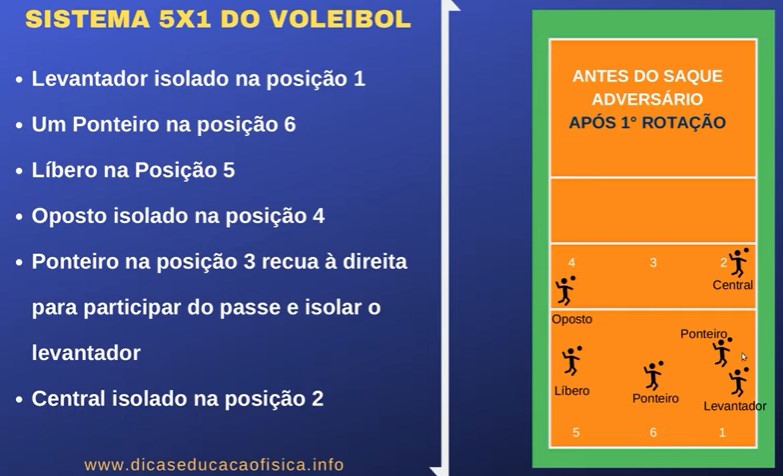 SISTEMA 5X1 DO VOLEIBOL
• Levantador isolado na posição 1
• Um Ponteiro na posição 6
• Líbero na Posição 5
• Oposto isolado na posição 4
• Ponteiro na posição 3 recua à direita
para participar do passe e isolar o
levantador
• Central isolado na posição 2
www.dicaseducacaofisica.info
ANTES DO SAQUE
ADVERSÁRIO
APÓS 1° ROTAÇÃO
4 3 2
Central
Oposto
Ponteiro
Líbero
Ponteiro
Levantador
5 6 1